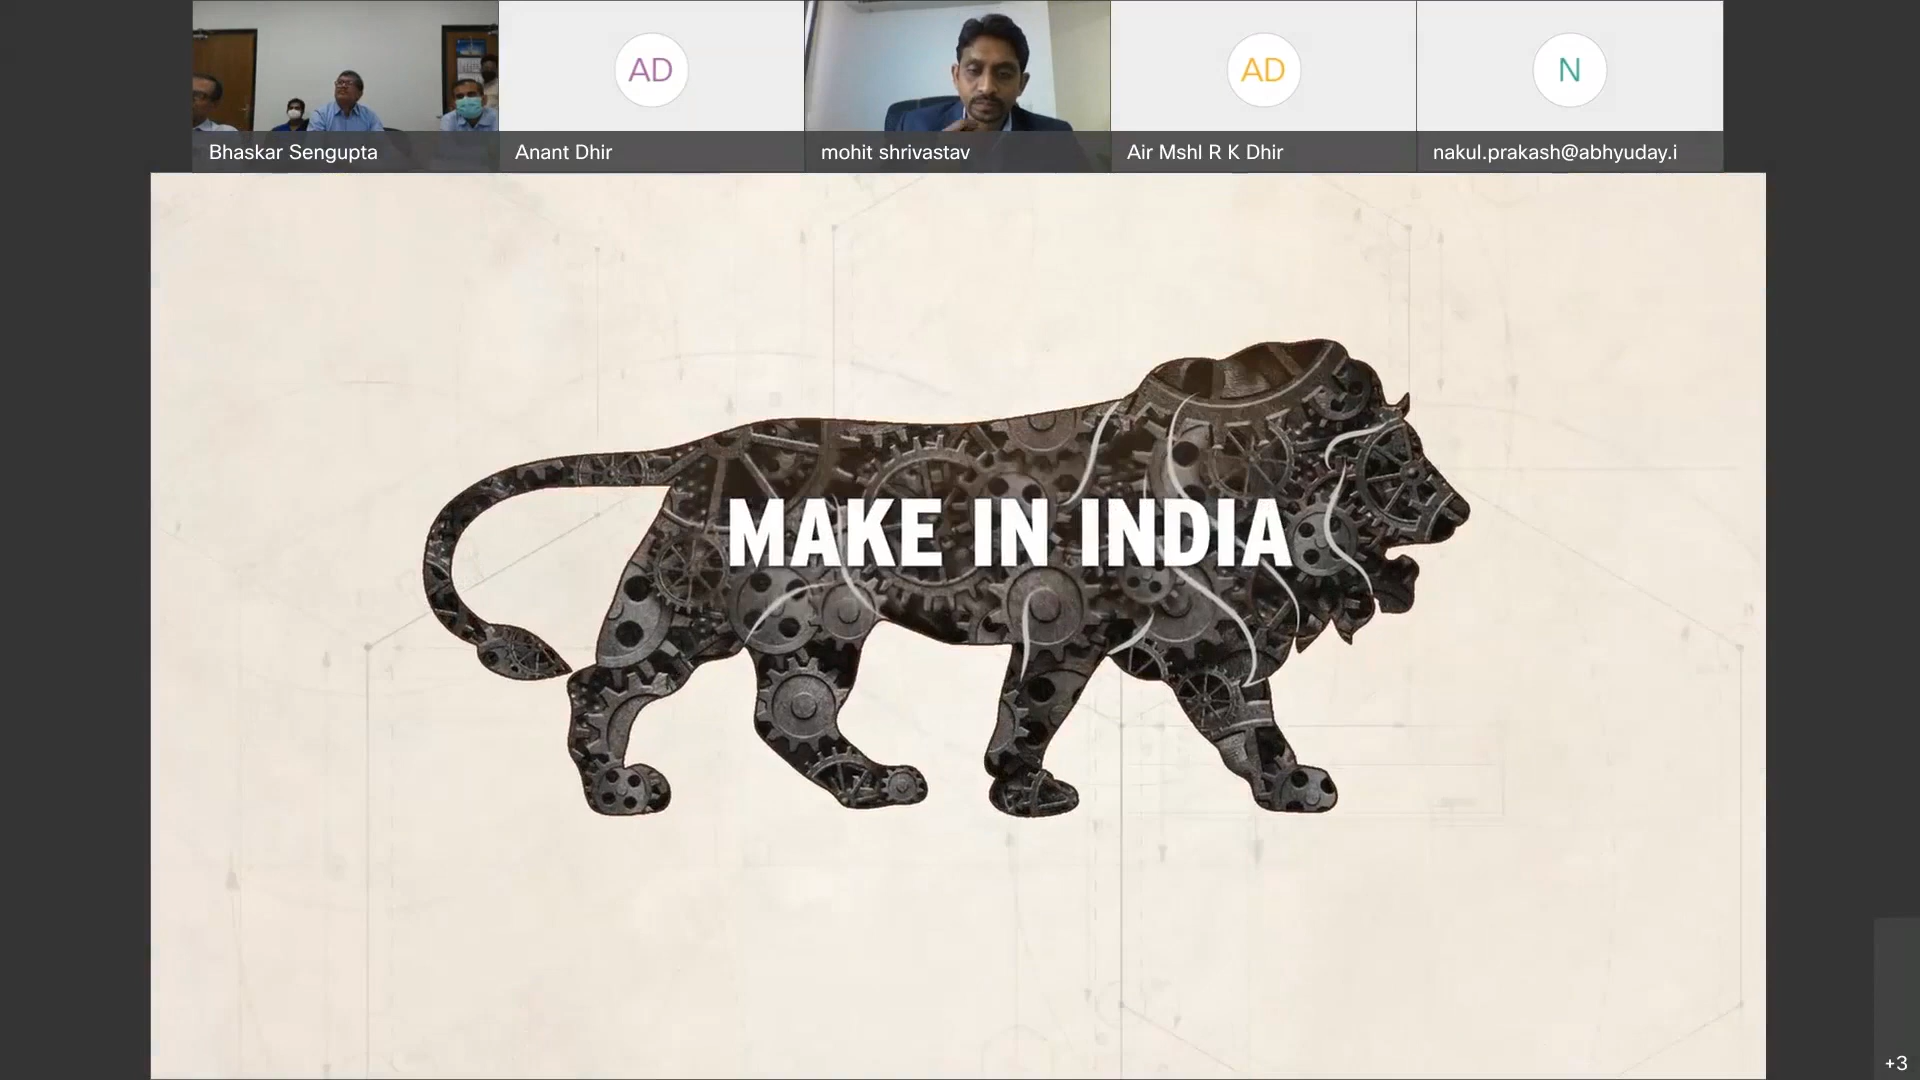 AD
AD
N
Bhaskar Sengupta
Anant Dhir
mohit shrivastav
Air Mshl R K Dhir
nakul.prakash@abhyuday.i
MAKE IN INDIA
+3